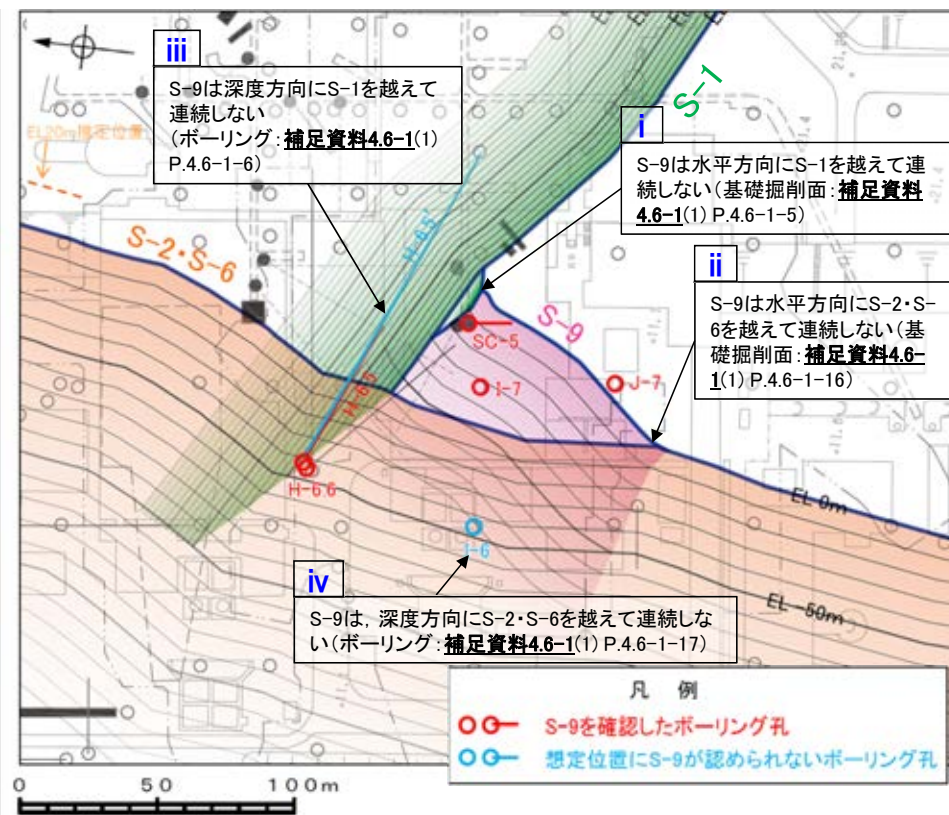 iii
S-9は深度方向にS-1を越えて
連続しない
(ボーリング:補足資料4.6-1(1)
P.4.6-1-6)
EL20m推定位置
S-1
i
S-9は水平方向にS-1を越えて連
続しない(基礎掘削面:補足資料
4.6-1(1) P.4.6-1-5)
ii
S-9は水平方向にS-2・S-
6を越えて連続しない(基
礎掘削面:補足資料4.6-
1(1) P.4.6-1-16)
S-2・S-6
H-6.5'
S-9
SC-5
H-6.5
I-7
J-7
H-6.6
I-6
EL 0m
EL -50m
iv
S-9は,深度方向にS-2・S-6を越えて連続しな
い(ボーリング:補足資料4.6-1(1) P.4.6-1-17)
凡 例
S-9を確認したボーリング孔
想定位置にS-9が認められないボーリング孔
0 50 100m